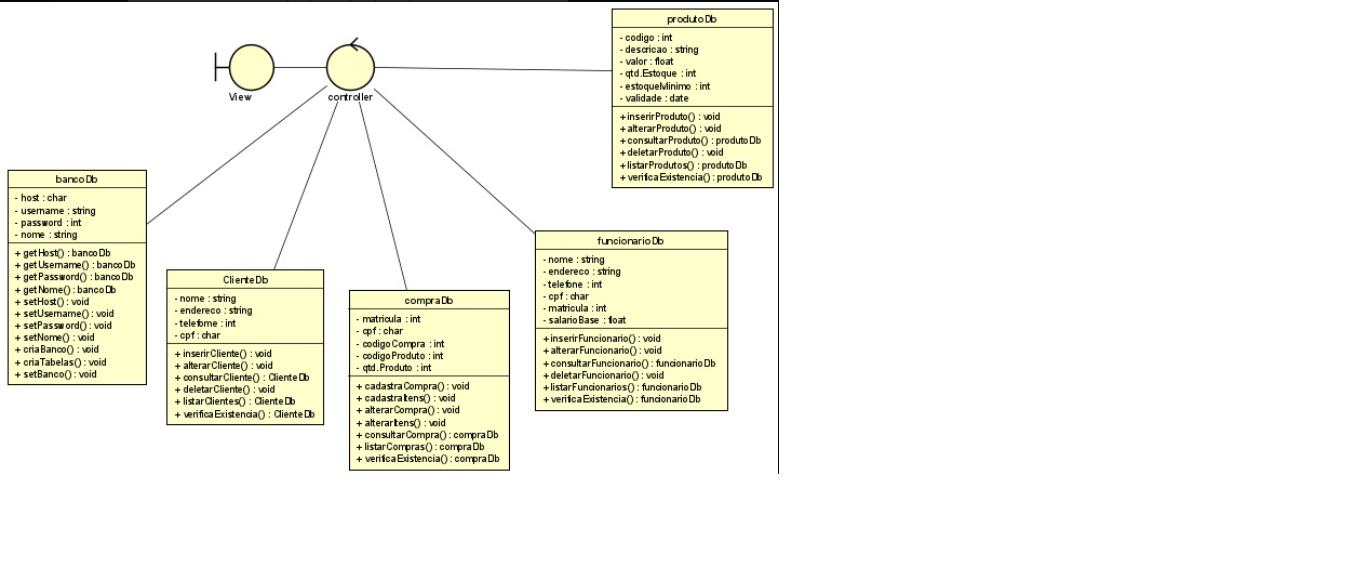 produtoDb
- codigo : int
- descricao : string
- valor : float
- qtd.Estoque : int
- estoqueMinimo : int
- validade : date
+ inserirProduto() : void
+ alterarProduto() : void
+ consultarProduto() : produtoDb
+ deletarProduto() : void
+ listarProdutos() : produtoDb
+ verificaExistencia() : produtoDb
View
controller
bancoDb
- host : char
- username : string
- password : int
- nome : string
+ getHost() : bancoDb
+ getUsername() : bancoDb
+ getPassword() : bancoDb
+ getNome() : bancoDb
+ setHost() : void
+ setUsername() : void
+ setPassword() : void
+ setNome() : void
+ criaBanco() : void
+ criaTabelas() : void
+ setBanco() : void
ClienteDb
- nome : string
- endereco : string
- telefome : int
- cpf : char
+ inserirCliente() : void
+ alterarCliente() : void
+ consultarCliente() : ClienteDb
+ deletarCliente() : void
+ listarClientes() : ClienteDb
+ verificaExistencia() : ClienteDb
compraDb
- matricula : int
- cpf : char
- codigoCompra : int
- codigoProduto : int
- qtd.Produto : int
+ cadastraCompra() : void
+ cadastraItens() : void
+ alterarCompra() : void
+ alterarItens() : void
+ consultarCompra() : compraDb
+ listarCompras() : compraDb
+ verificaExistencia() : compraDb
funcionarioDb
- nome : string
- endereco : string
- telefone : int
- cpf : char
- matricula : int
- salarioBase : float
+ inserirFuncionario() : void
+ alterarFuncionario() : void
+ consultarFuncionario() : funcionarioDb
+ deletarFuncionario() : void
+ listarFuncionarios() : funcionarioDb
+ verificaExistencia() : funcionarioDb